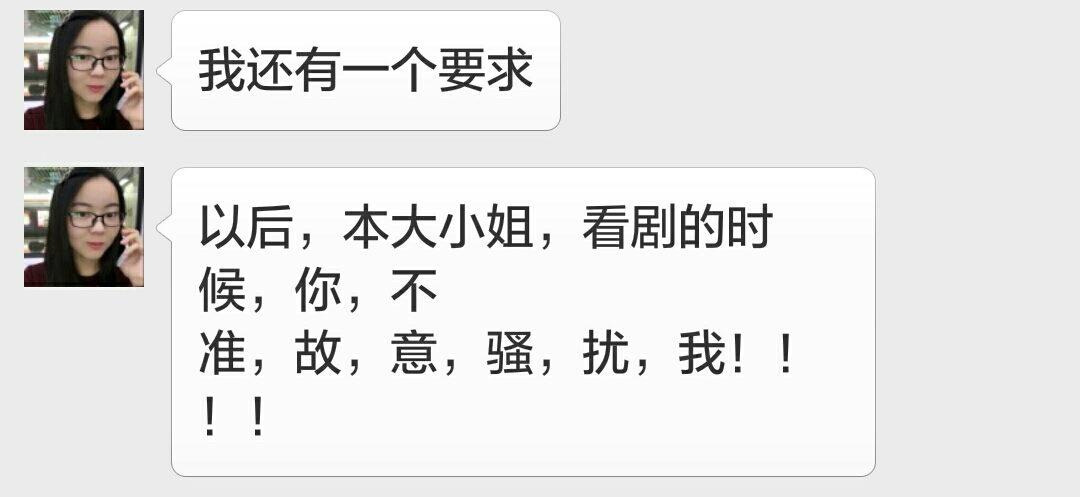 我还有一个要求
以后，本大小姐，看剧的时
候，你，不
准，故，意，骚，扰，我！！
！！